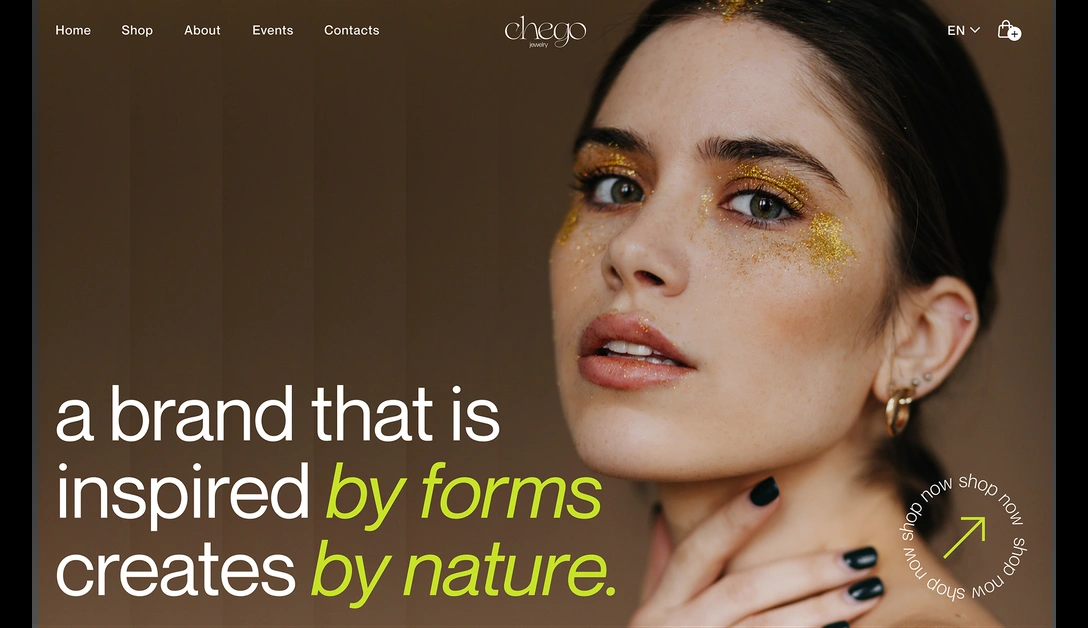 Home Shop About Events Contacts
chego
jewelry
EN
a brand that is
inspired by forms
creates by nature.
shop now shop now shop now shop now